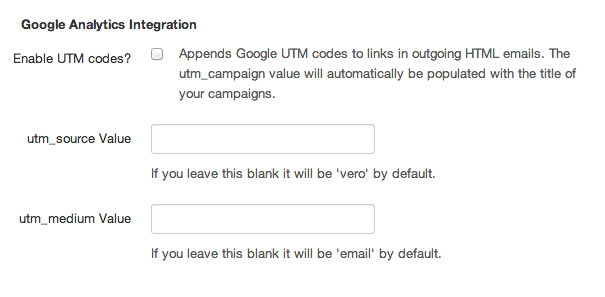 Google Analytics Integration
Enable UTM codes?
Appends Google UTM codes to links in outgoing HTML emails. The
utm_campaign value will automatically be populated with the title of
your campaigns.
utm_source Value
If you leave this blank it will be 'vero' by default.
utm_medium Value
If you leave this blank it will be 'email' by default.